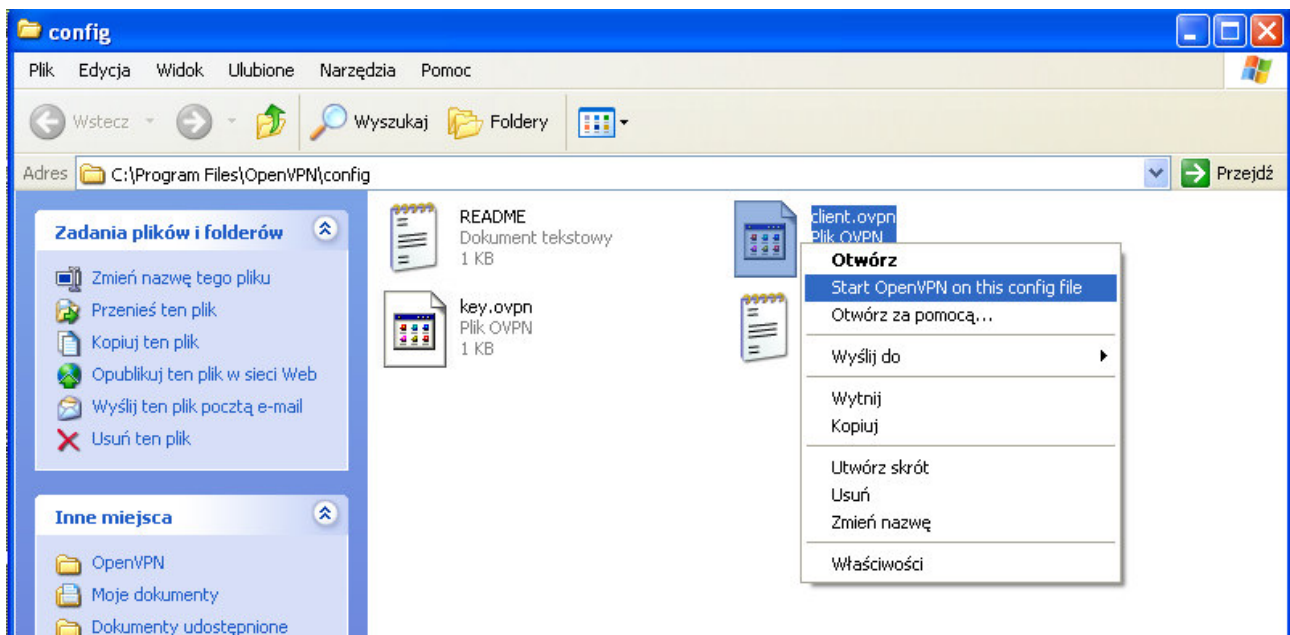 config
Plik Edycja Widok Ulubione Narzędzia Pomoc
Wstecz Wyszukaj Foldery
Adres C:\Program Files\OpenVPN\config Przejdź
Zadania plików i folderów
Zmień nazwę tego pliku
Przenieś ten plik
Kopiuj ten plik
Opublikuj ten plik w sieci Web
Wyślij ten plik pocztą e-mail
Usuń ten plik
Inne miejsca
OpenVPN
Moje dokumenty
Dokumenty udostępnione
README
Dokument tekstowy
1 KB
client.ovpn
Plik OVPN
key.ovpn
Plik OVPN
1 KB
Otwórz
Start OpenVPN on this config file
Otwórz za pomocą...
Wyślij do
Wytnij
Kopiuj
Utwórz skrót
Usuń
Zmień nazwę
Właściwości